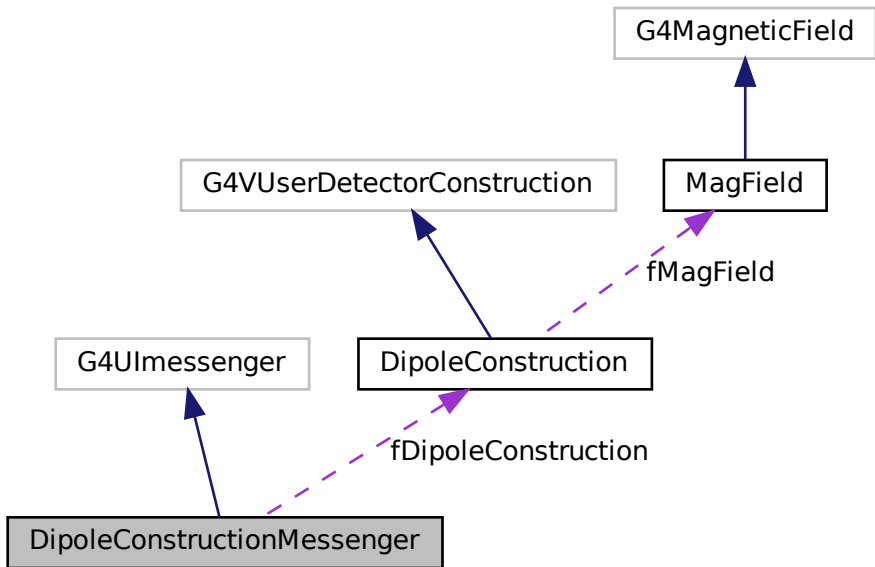 G4MagneticField
G4VUserDetectorConstruction
MagField
fMagField
G4UImessenger
DipoleConstruction
fDipoleConstruction
DipoleConstructionMessenger